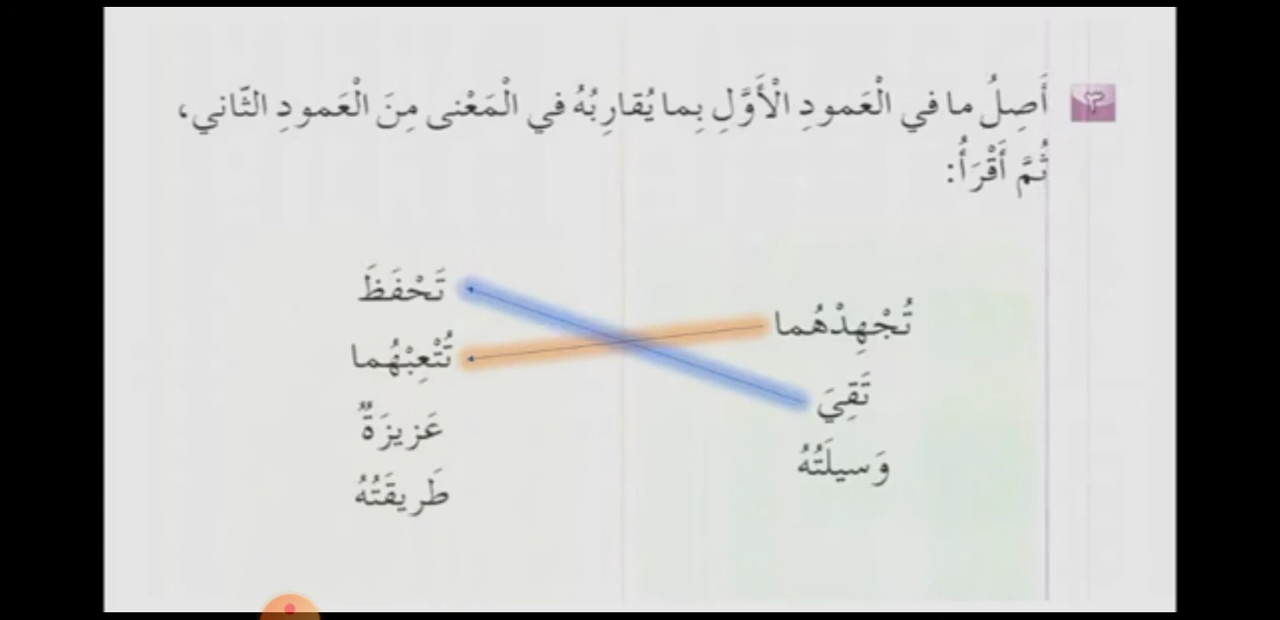 ٣ أَصِلُ ما في الْعَمودِ الْأَوَّلِ بِما يُقارِبُهُ في الْمَعْنى مِنَ الْعَمودِ الثّاني،
ثُمَّ أَقْرَأُ:
تُجْهِدْهُما
تَقِيَ
وَسيلَتُهُ
تَحْفَظَ
تُتْعِبْهُما
عَزيزَةٌ
طَريقَتُهُ